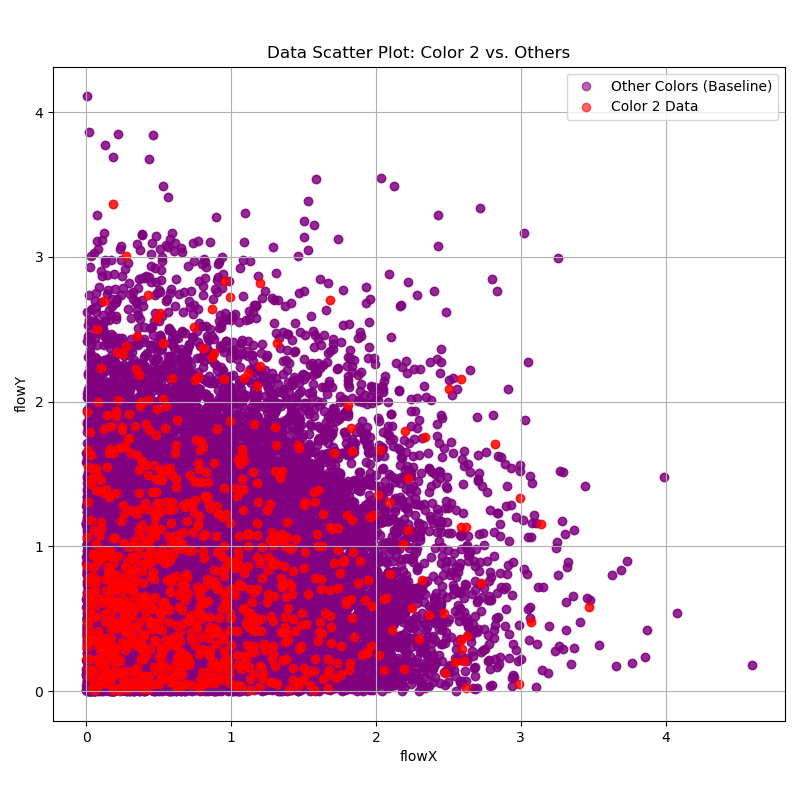 Data Scatter Plot: Color 2 vs. Others
Other Colors (Baseline)
Color 2 Data
flowY
4
3
2
1
0
0 1 2 3 4
flowX